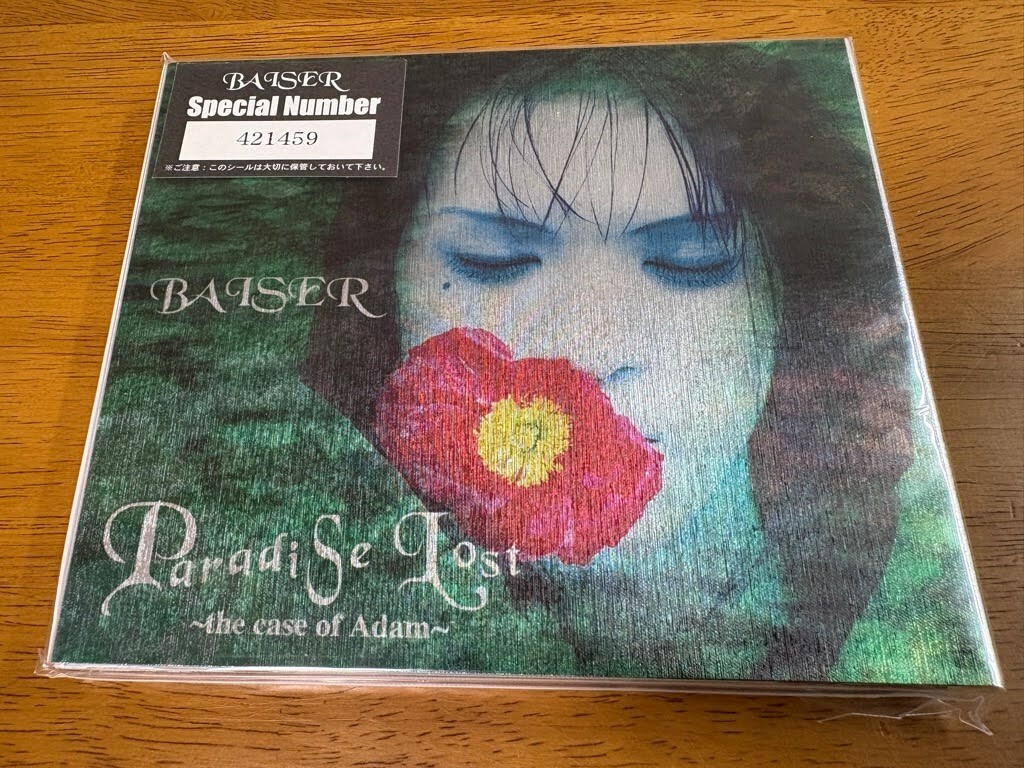 BAISER
Special Number
421459
※ご注意：このシールは大切に保管しておいて下さい。
BAISER
ParadiSe Lost
~the case of Adam~